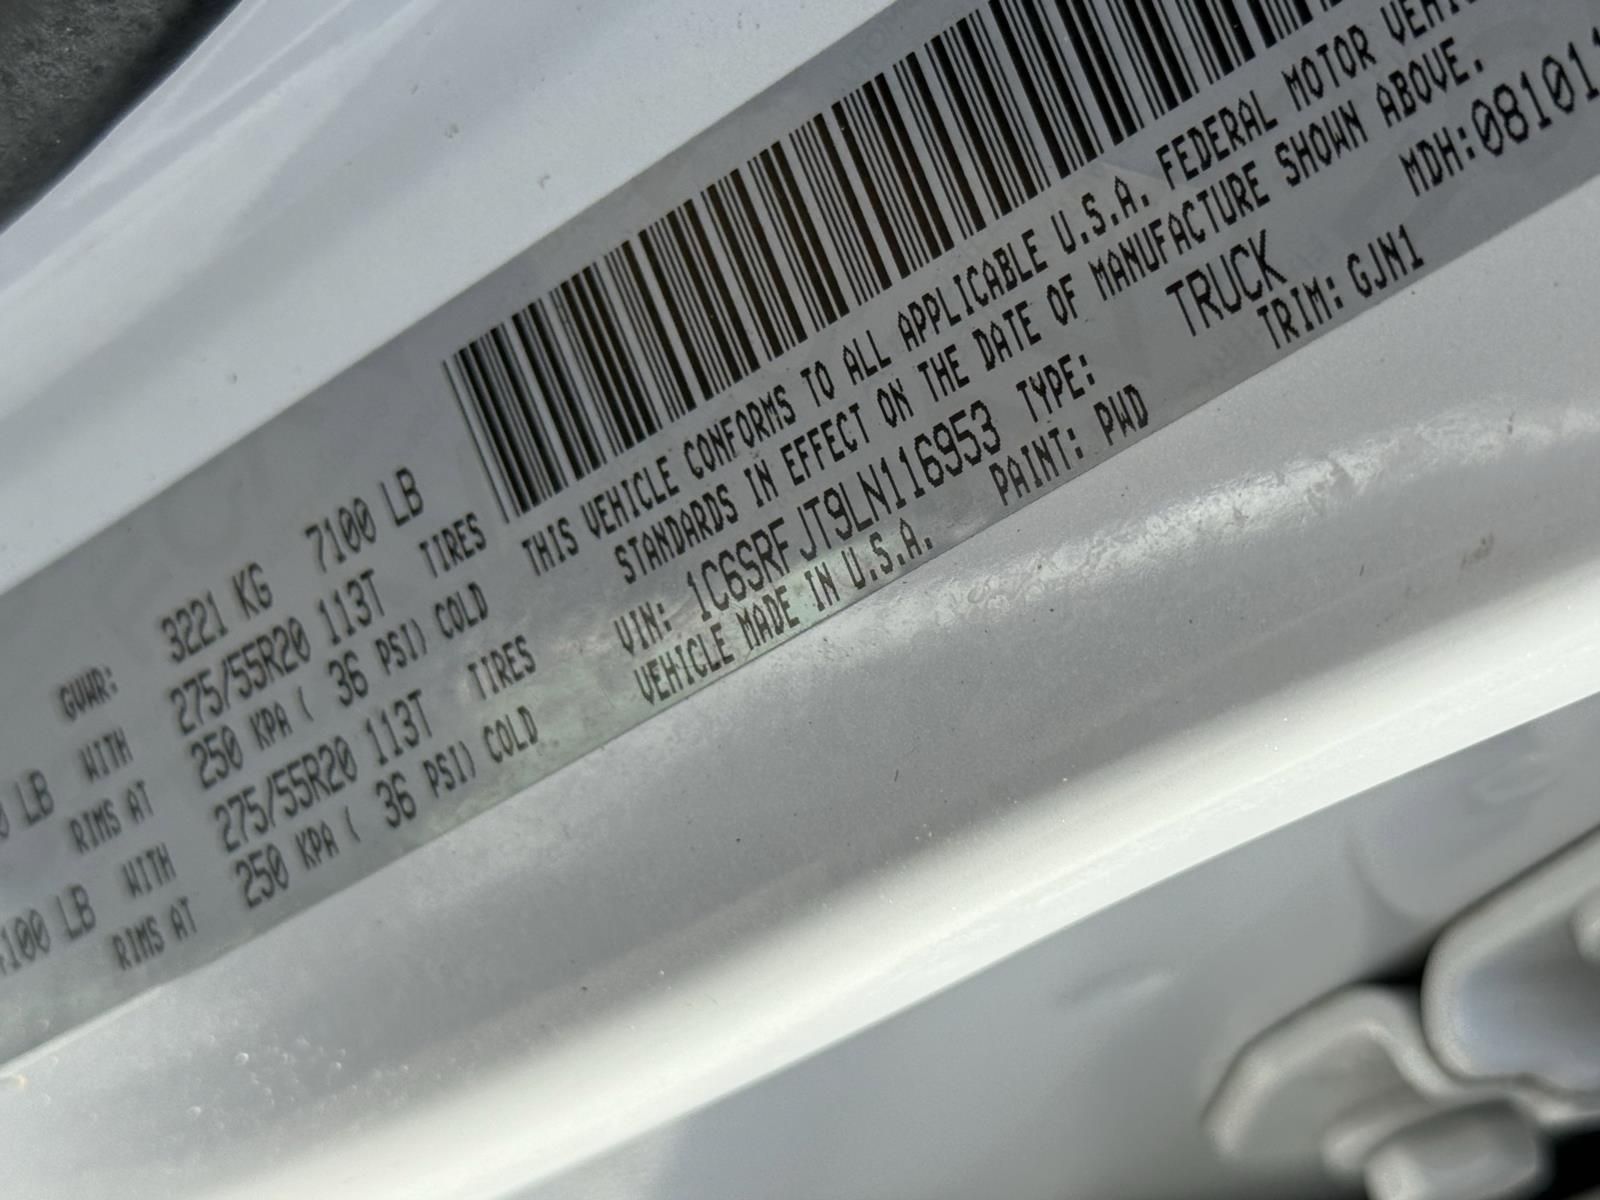 GVWR: 3221 KG 7100 LB
LB WITH 275/55R20 113T TIRES
RIMS AT 250 KPA ( 36 PSI) COLD
100 LB WITH 275/55R20 113T TIRES
RIMS AT 250 KPA ( 36 PSI) COLD
THIS VEHICLE CONFORMS TO ALL APPLICABLE U.S.A. FEDERAL MOTOR
STANDARDS IN EFFECT ON THE DATE OF MANUFACTURE SHOWN ABOVE.
VIN: 1C6SRFJT9LN116953 TYPE: TRUCK MDH:08101
VEHICLE MADE IN U.S.A. PAINT: PWD TRIM: GJN1